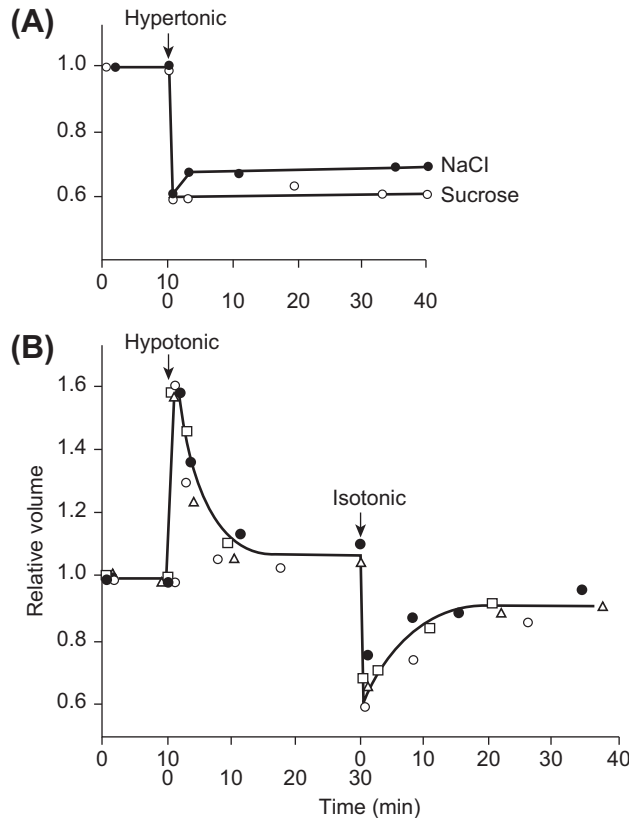 (A)
Hypertonic
1.0
0.8
0.6
NaCl
Sucrose
0 10
0 10 20 30 40
(B)
Hypotonic
1.6
1.4
Isotonic
1.2
1.0
0.8
0.6
Relative volume
0 10 0
0 10 20 30 10 20 30 40
Time (min)